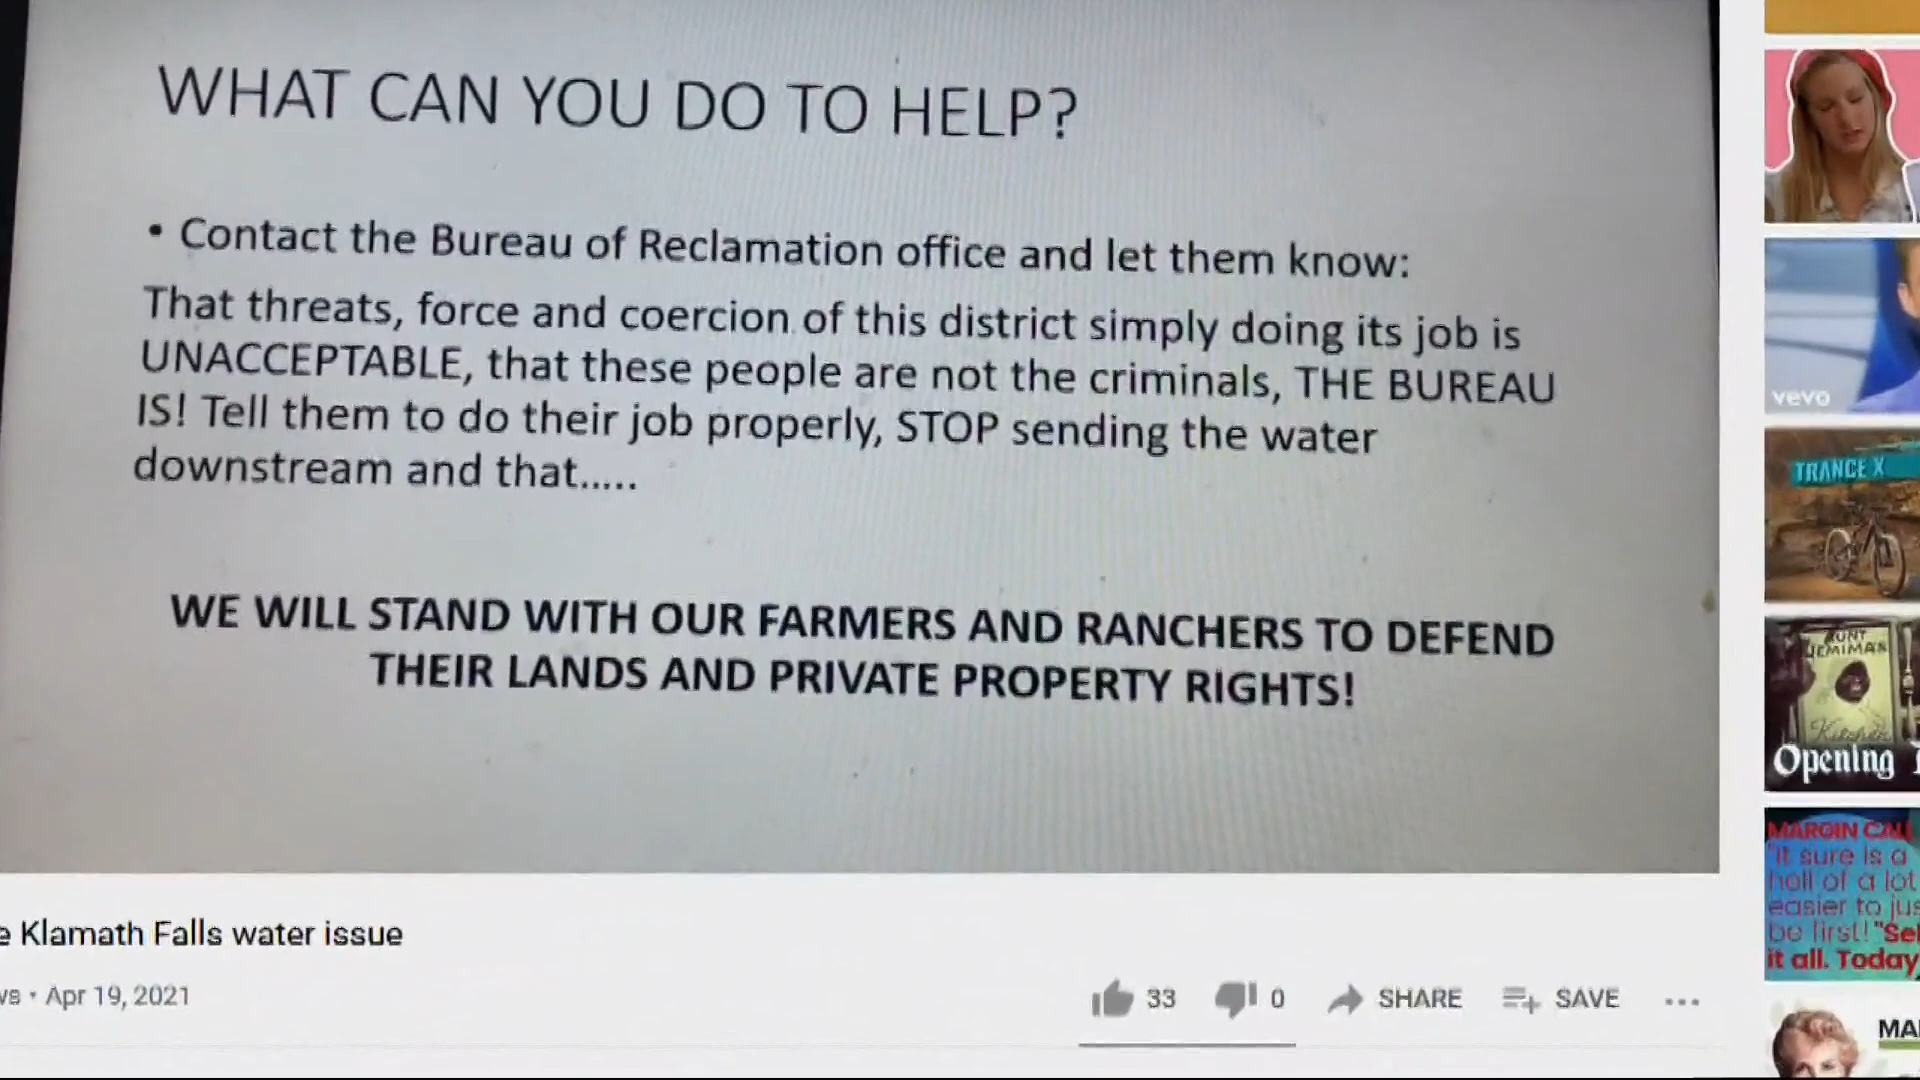 WHAT CAN YOU DO TO HELP?
• Contact the Bureau of Reclamation office and let them know:
That threats, force and coercion of this district simply doing its job is
UNACCEPTABLE, that these people are not the criminals, THE BUREAU
IS! Tell them to do their job properly, STOP sending the water
downstream and that.....
WE WILL STAND WITH OUR FARMERS AND RANCHERS TO DEFEND
THEIR LANDS AND PRIVATE PROPERTY RIGHTS!
e Klamath Falls water issue
ws • Apr 19, 2021
33
0
SHARE
SAVE
vevo
TRANCE X
AUNT
JEMIMA
Opening
MARGIN CALL
"It sure is a
hell of a lot
easier to jus
be first! "Sel
it all. Today
MA